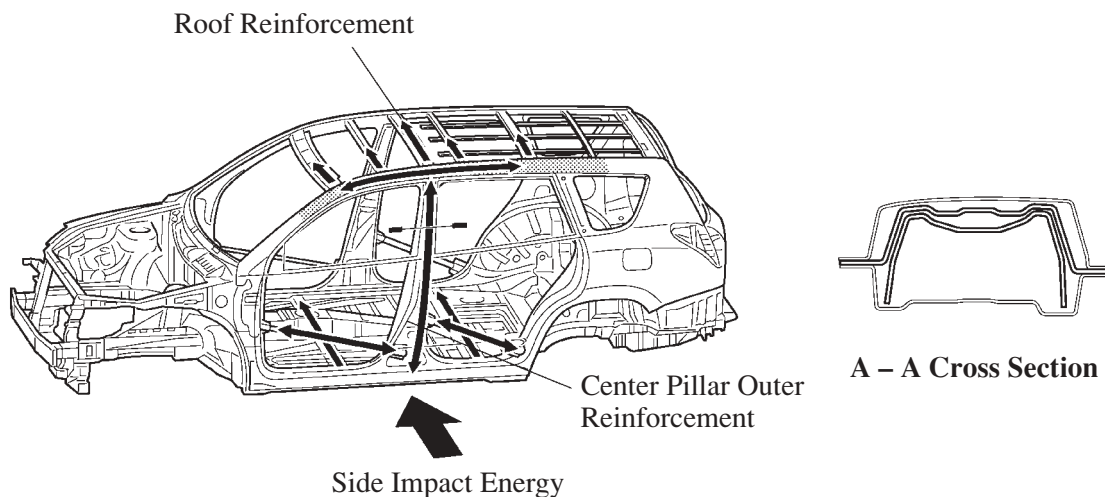 Roof Reinforcement
Center Pillar Outer
Reinforcement
A – A Cross Section
Side Impact Energy